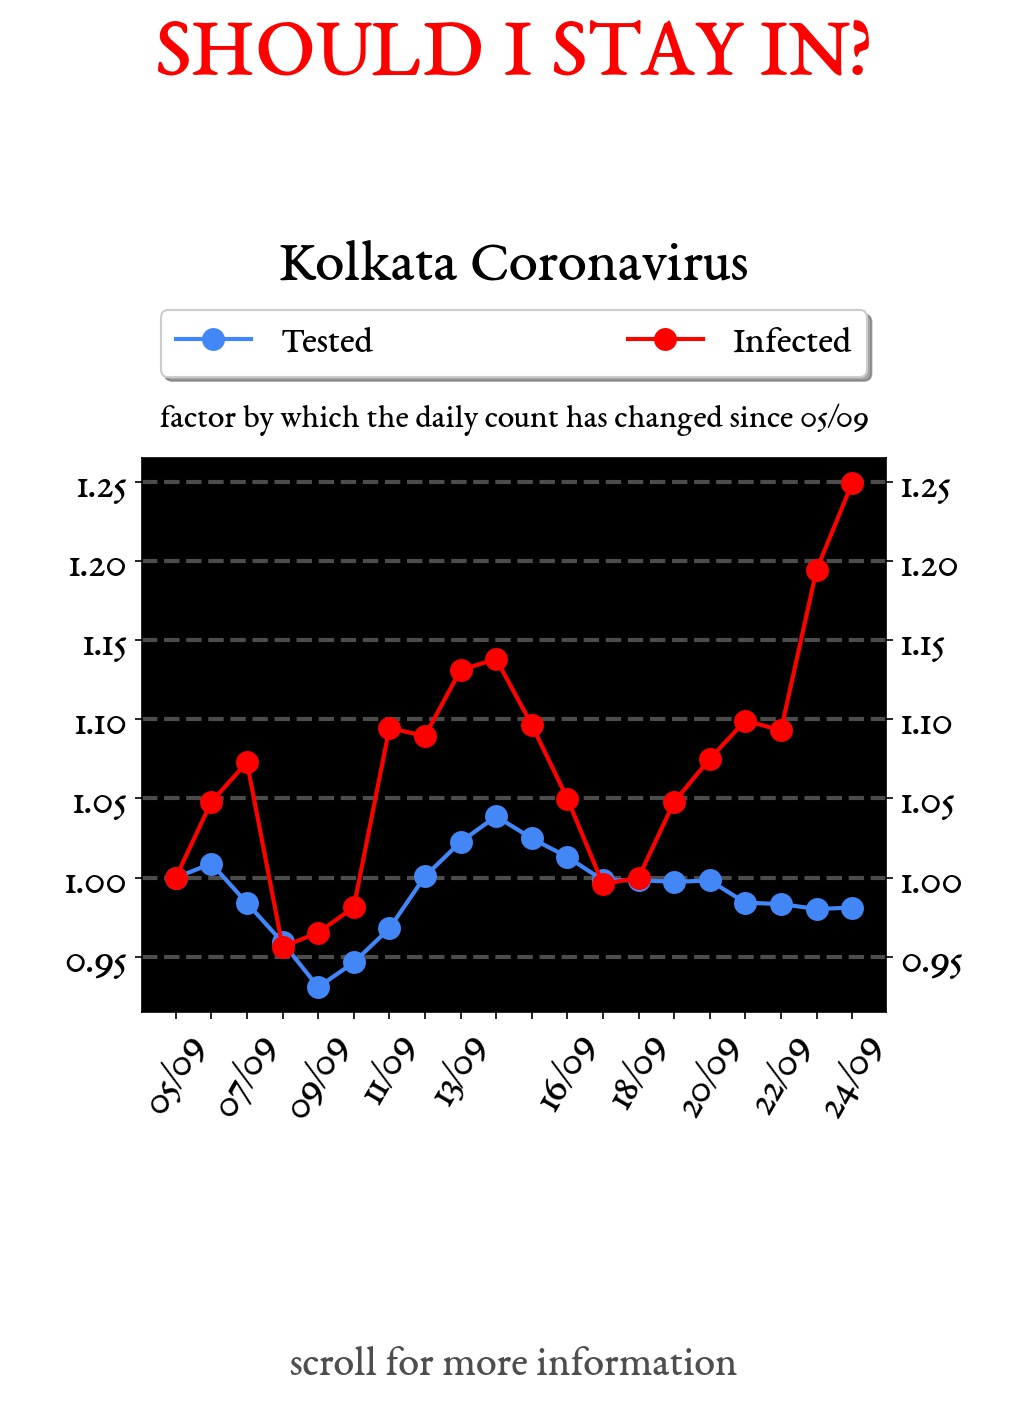 SHOULD I STAY IN?
Kolkata Coronavirus
Tested Infected
factor by which the daily count has changed since 05/09
1.25 1.25
1.20 1.20
1.15 1.15
1.10 1.10
1.05 1.05
1.00 1.00
0.95 0.95
05/09 07/09 09/09 11/09 13/09 16/09 18/09 20/09 22/09 24/09
scroll for more information